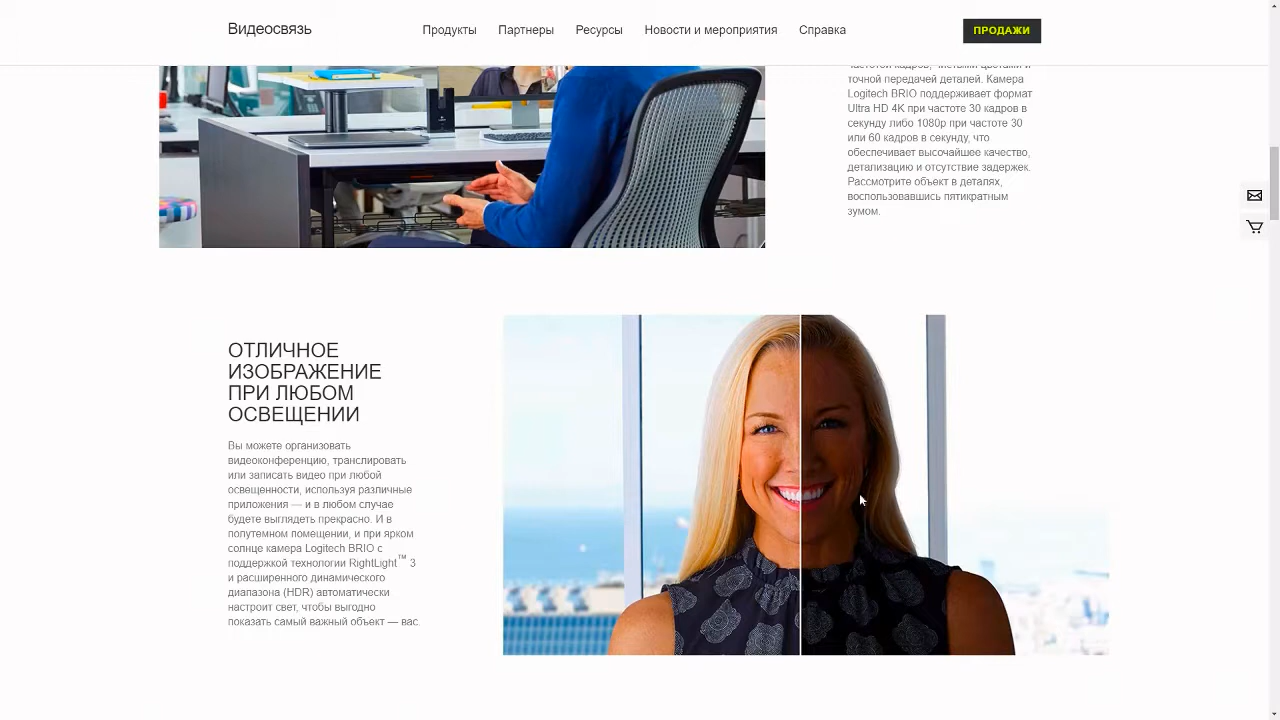 Видеосвязь
Продукты
Партнеры
Ресурсы
Новости и мероприятия
Справка
ПРОДАЖИ
частотой кадров, чистыми цветами и
точной передачей деталей. Камера
Logitech BRIO поддерживает формат
Ultra HD 4K при частоте 30 кадров в
секунду либо 1080p при частоте 30
или 60 кадров в секунду, что
обеспечивает высочайшее качество,
детализацию и отсутствие задержек.
Рассмотрите объект в деталях,
воспользовавшись пятикратным
зумом.
ОТЛИЧНОЕ
ИЗОБРАЖЕНИЕ
ПРИ ЛЮБОМ
ОСВЕЩЕНИИ
Вы можете организовать
видеоконференцию, транслировать
или записать видео при любой
освещенности, используя различные
приложения — и в любом случае
будете выглядеть прекрасно. И в
полутемном помещении, и при ярком
солнце камера Logitech BRIO с
поддержкой технологии RightLight™ 3
и расширенного динамического
диапазона (HDR) автоматически
настроит свет, чтобы выгодно
показать самый важный объект — вас.